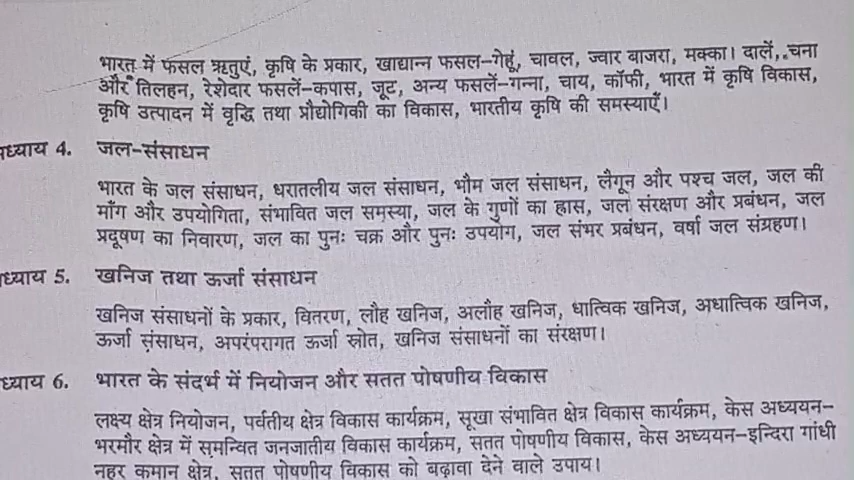 भारत में फसल ऋतुएं, कृषि के प्रकार, खाद्यान्न फसल-गेहूं, चावल, ज्वार बाजरा, मक्का। दालें, चना
और तिलहन, रेशेदार फसलें-कपास, जूट, अन्य फसलें-गन्ना, चाय, कॉफी, भारत में कृषि विकास,
कृषि उत्पादन में वृद्धि तथा प्रौद्योगिकी का विकास, भारतीय कृषि की समस्याएँ।
ध्याय 4. जल-संसाधन
भारत के जल संसाधन, धरातलीय जल संसाधन, भौम जल संसाधन, लैगून और पश्च जल, जल की
माँग और उपयोगिता, संभावित जल समस्या, जल के गुणों का ह्रास, जल संरक्षण और प्रबंधन, जल
प्रदूषण का निवारण, जल का पुनः चक्र और पुनः उपयोग, जल संभर प्रबंधन, वर्षा जल संग्रहण।
ध्याय 5. खनिज तथा ऊर्जा संसाधन
खनिज संसाधनों के प्रकार, वितरण, लौह खनिज, अलौह खनिज, धात्विक खनिज, अधात्विक खनिज,
ऊर्जा संसाधन, अपरंपरागत ऊर्जा स्रोत, खनिज संसाधनों का संरक्षण।
ध्याय 6. भारत के संदर्भ में नियोजन और सतत पोषणीय विकास
लक्ष्य क्षेत्र नियोजन, पर्वतीय क्षेत्र विकास कार्यक्रम, सूखा संभावित क्षेत्र विकास कार्यक्रम, केस अध्ययन-
भरमौर क्षेत्र में समन्वित जनजातीय विकास कार्यक्रम, सतत पोषणीय विकास, केस अध्ययन-इन्दिरा गांधी
नहर कमान क्षेत्र, सतत पोषणीय विकास को बढ़ावा देने वाले उपाय।